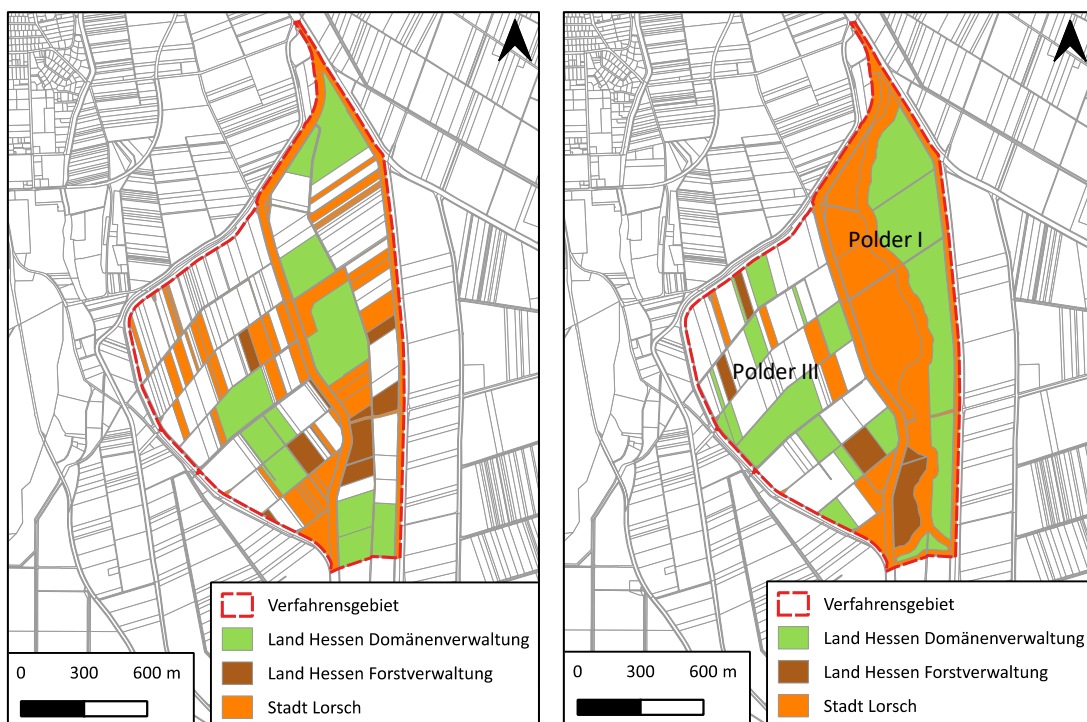 Verfahrensgebiet
Land Hessen Domänenverwaltung
Land Hessen Forstverwaltung
Stadt Lorsch
0 300 600 m
Polder I
Polder III
Verfahrensgebiet
Land Hessen Domänenverwaltung
Land Hessen Forstverwaltung
Stadt Lorsch
0 300 600 m